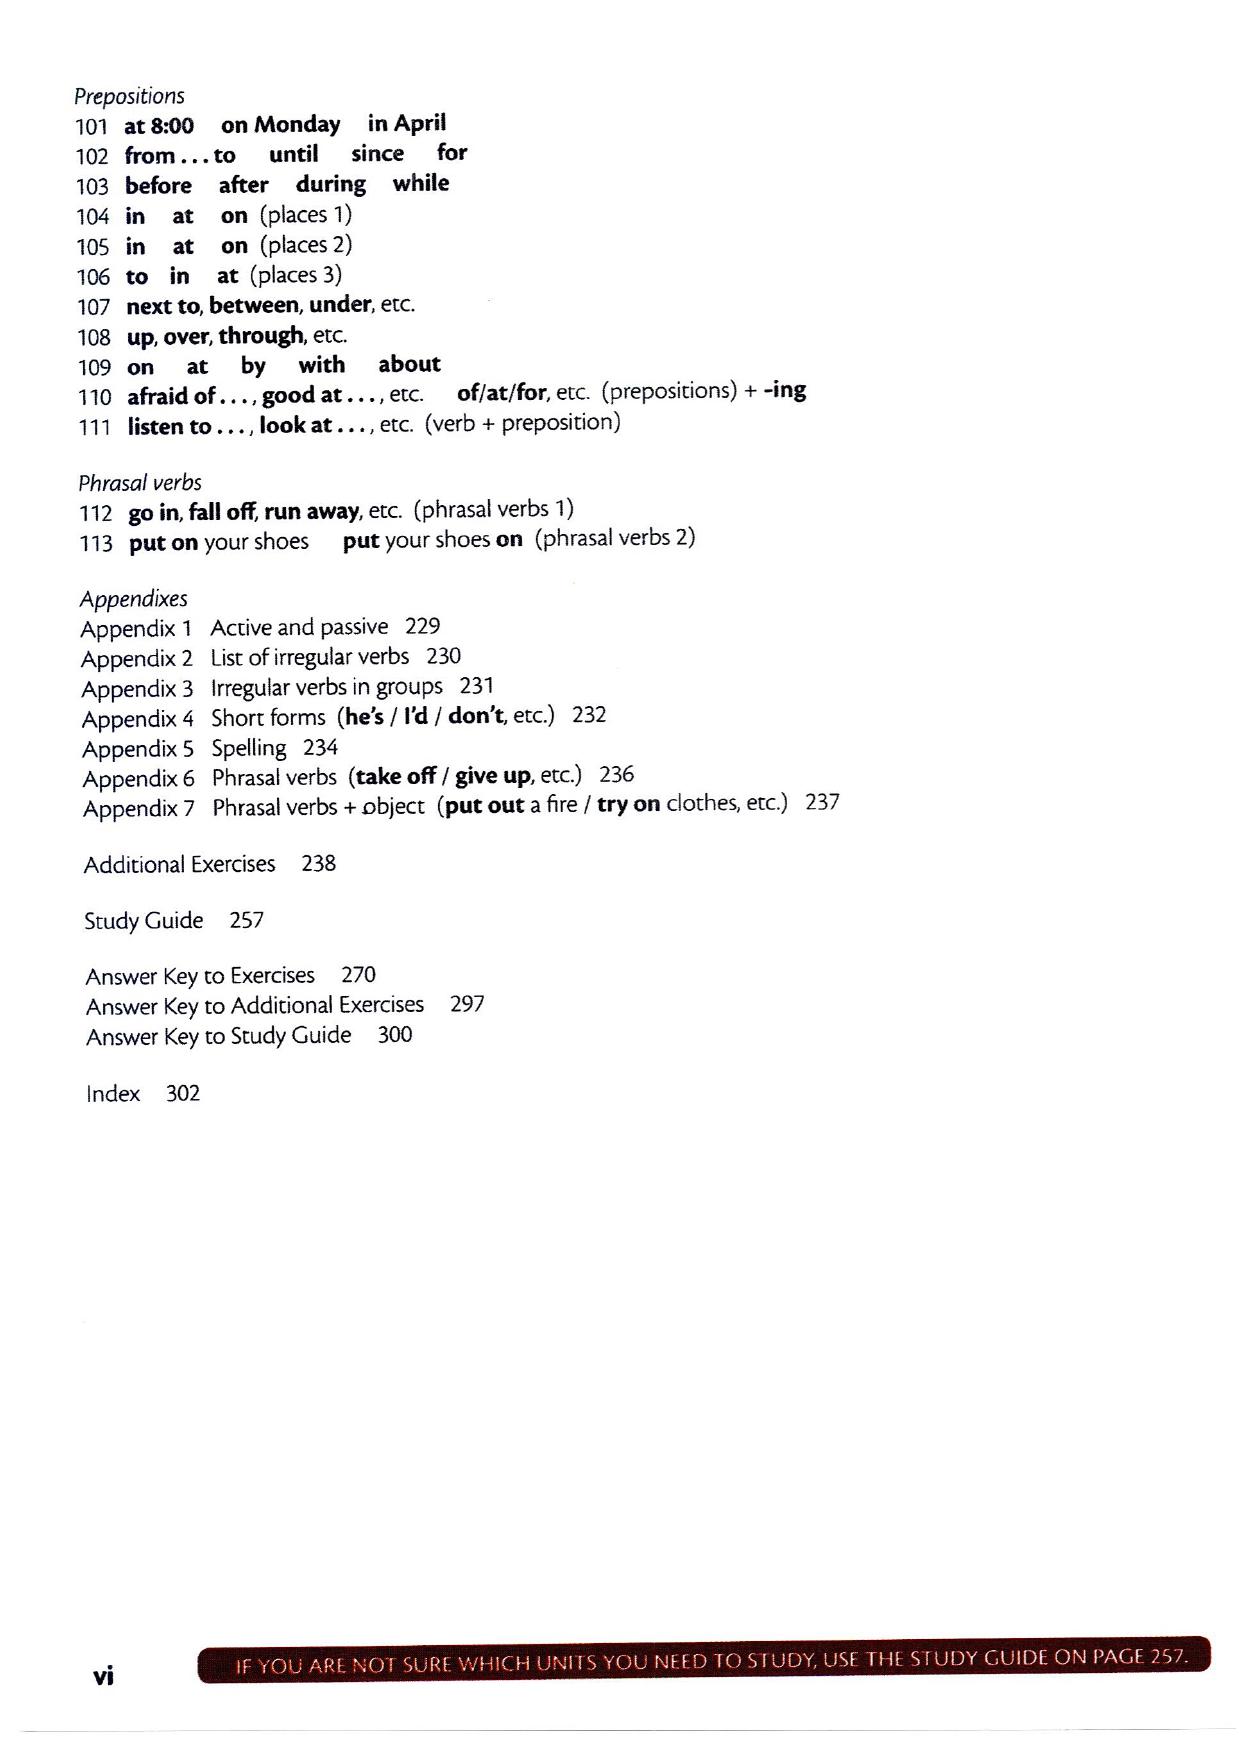 Prepositions
101 at 8:00 on Monday in April
102 from . . . to until since for
103 before after during while
104 in at on (places 1)
105 in at on (places 2)
106 to in at (places 3)
107 next to, between, under, etc.
108 up, over, through, etc.
109 on at by with about
110 afraid of . . . , good at . . . , etc. of/at/for, etc. (prepositions) + -ing
111 listen to . . . , look at . . . , etc. (verb + preposition)
Phrasal verbs
112 go in, fall off, run away, etc. (phrasal verbs 1)
113 put on your shoes put your shoes on (phrasal verbs 2)
Appendixes
Appendix 1 Active and passive 229
Appendix 2 List of irregular verbs 230
Appendix 3 Irregular verbs in groups 231
Appendix 4 Short forms (he's / I'd / don't, etc.) 232
Appendix 5 Spelling 234
Appendix 6 Phrasal verbs (take off / give up, etc.) 236
Appendix 7 Phrasal verbs + object (put out a fire / try on clothes, etc.) 237
Additional Exercises 238
Study Guide 257
Answer Key to Exercises 270
Answer Key to Additional Exercises 297
Answer Key to Study Guide 300
Index 302
vi IF YOU ARE NOT SURE WHICH UNITS YOU NEED TO STUDY, USE THE STUDY GUIDE ON PAGE 257.